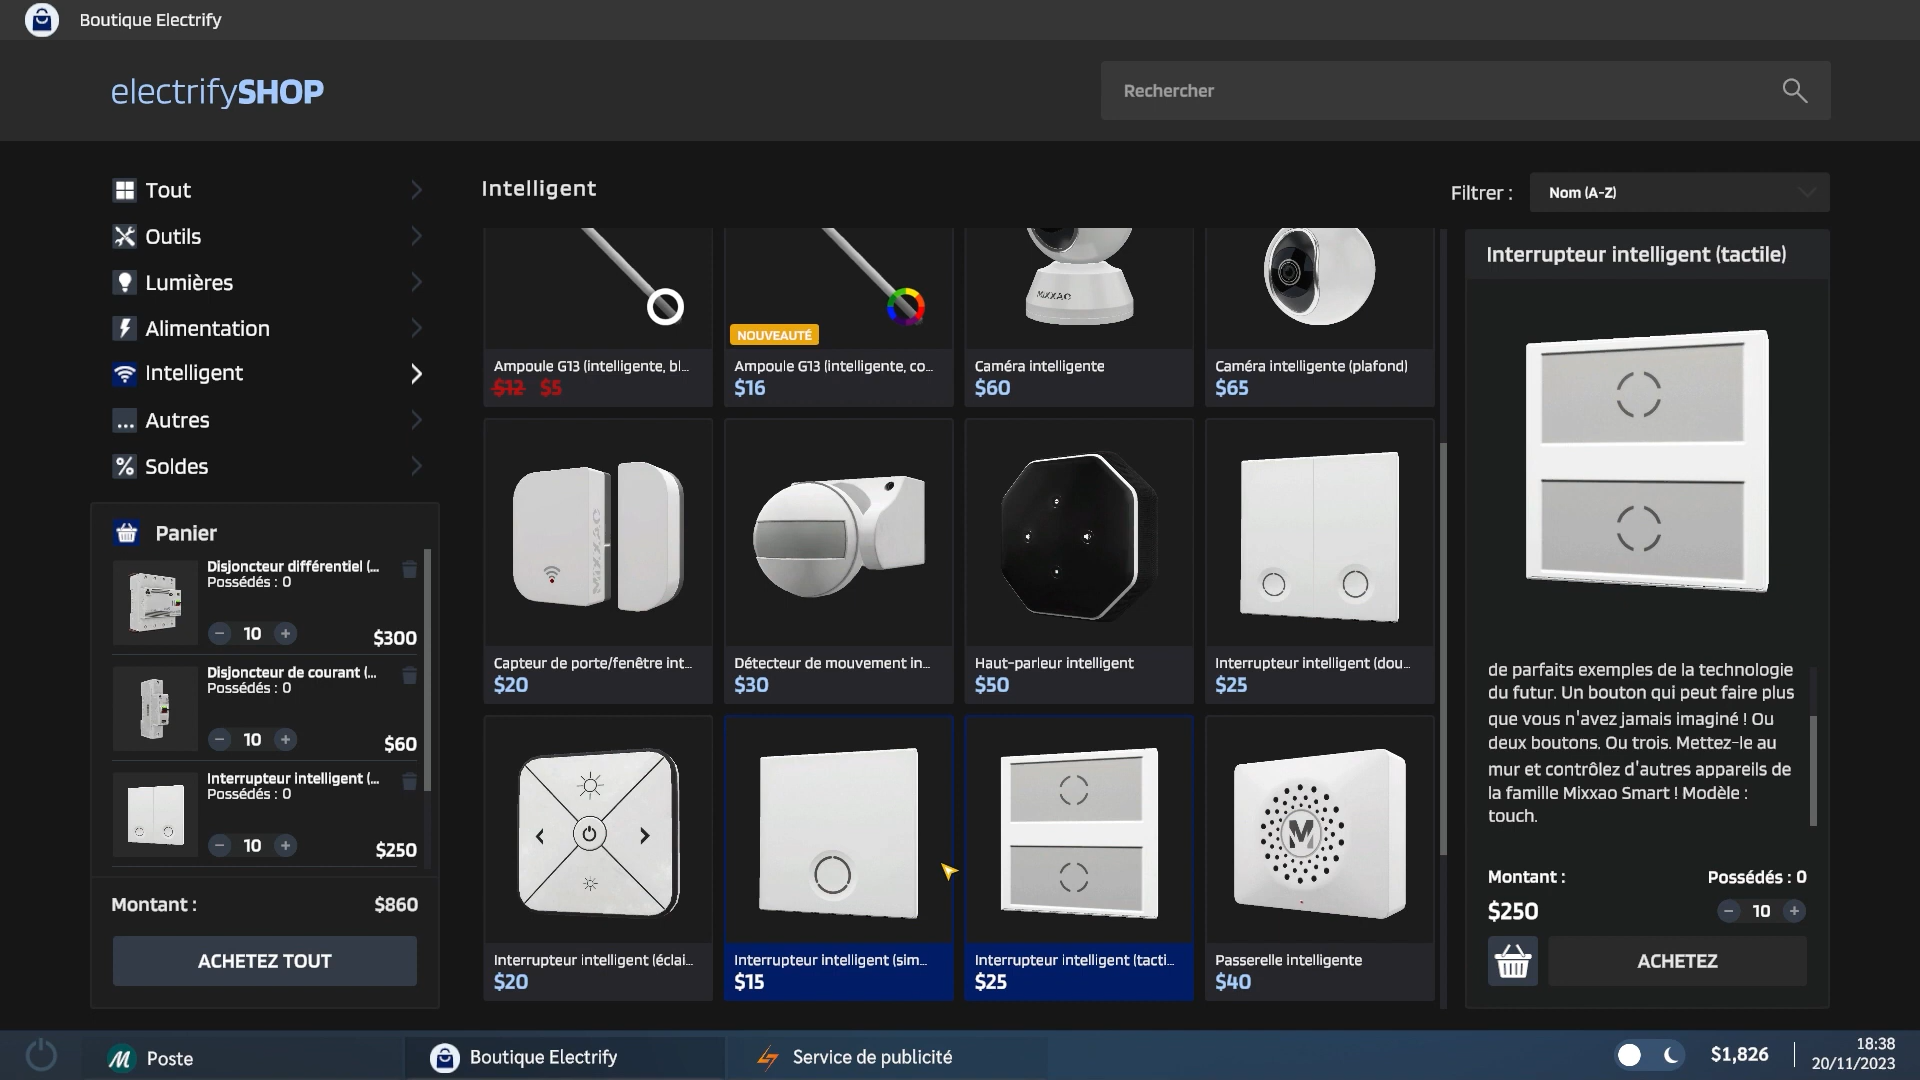 Boutique Electrify
electrifySHOP
Rechercher
Tout
Outils
Lumières
Alimentation
Intelligent
Autres
Soldes
Panier
Disjoncteur différentiel (...
Possédés : 0
10
$300
Disjoncteur de courant (...
Possédés : 0
10
$60
Interrupteur intelligent (...
Possédés : 0
10
$250
Montant :
$860
ACHETEZ TOUT
Intelligent
Filtrer :
Nom (A-Z)
Ampoule G13 (intelligente, bl...
$12 $5
NOUVEAUTÉ
Ampoule G13 (intelligente, co...
$16
MIXXAO
Caméra intelligente
$60
Caméra intelligente (plafond)
$65
MIXXAO
Capteur de porte/fenêtre int...
$20
Détecteur de mouvement in...
$30
Haut-parleur intelligent
$50
Interrupteur intelligent (dou...
$25
Interrupteur intelligent (éclai...
$20
Interrupteur intelligent (sim...
$15
Interrupteur intelligent (tacti...
$25
M
Passerelle intelligente
$40
Interrupteur intelligent (tactile)
de parfaits exemples de la technologie
du futur. Un bouton qui peut faire plus
que vous n'avez jamais imaginé ! Ou
deux boutons. Ou trois. Mettez-le au
mur et contrôlez d'autres appareils de
la famille Mixxao Smart ! Modèle :
touch.
Montant :
Possédés : 0
$250
10
ACHETEZ
Poste
Boutique Electrify
Service de publicité
$1,826
18:38
20/11/2023